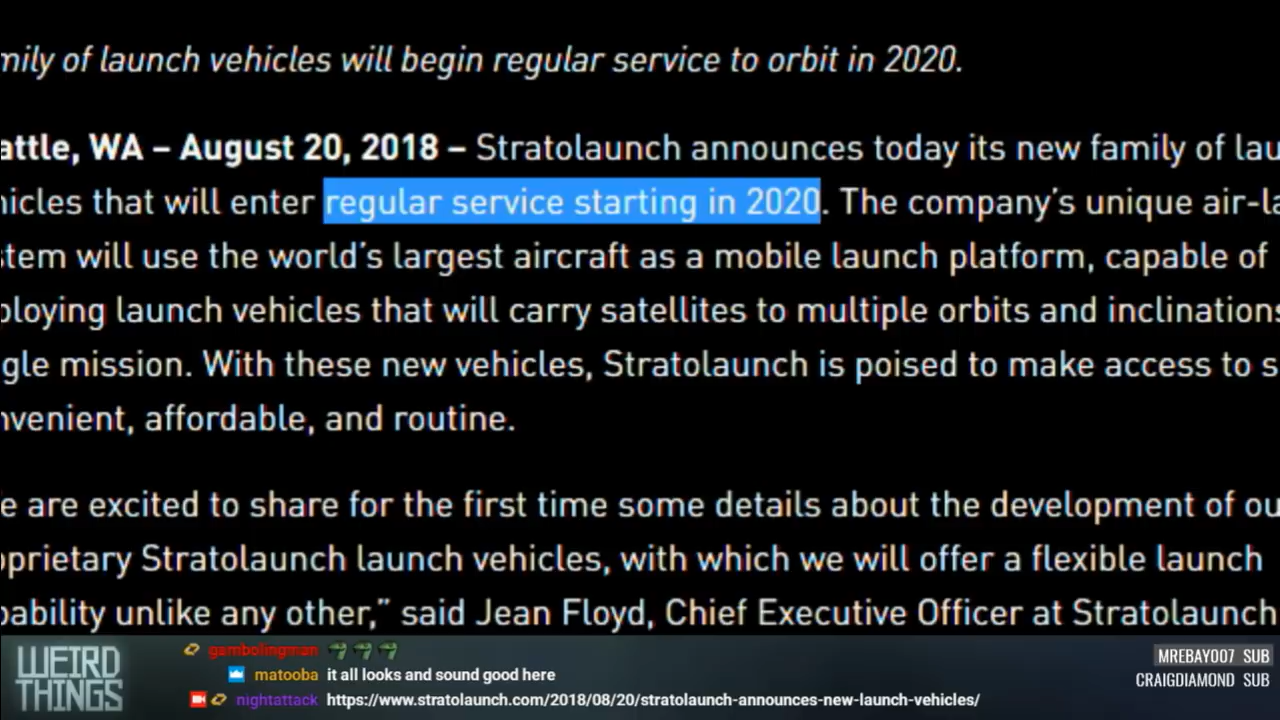 mily of launch vehicles will begin regular service to orbit in 2020.
attle, WA – August 20, 2018 – Stratolaunch announces today its new family of lau
hicles that will enter regular service starting in 2020. The company’s unique air-la
stem will use the world’s largest aircraft as a mobile launch platform, capable of
ploying launch vehicles that will carry satellites to multiple orbits and inclinations
gle mission. With these new vehicles, Stratolaunch is poised to make access to s
nvenient, affordable, and routine.
e are excited to share for the first time some details about the development of ou
oprietary Stratolaunch launch vehicles, with which we will offer a flexible launch
pability unlike any other,” said Jean Floyd, Chief Executive Officer at Stratolaunch
WEIRD
THINGS
gambolingman
matooba it all looks and sound good here
nightattack https://www.stratolaunch.com/2018/08/20/stratolaunch-announces-new-launch-vehicles/
MREBAY007 SUB
CRAIGDIAMOND SUB